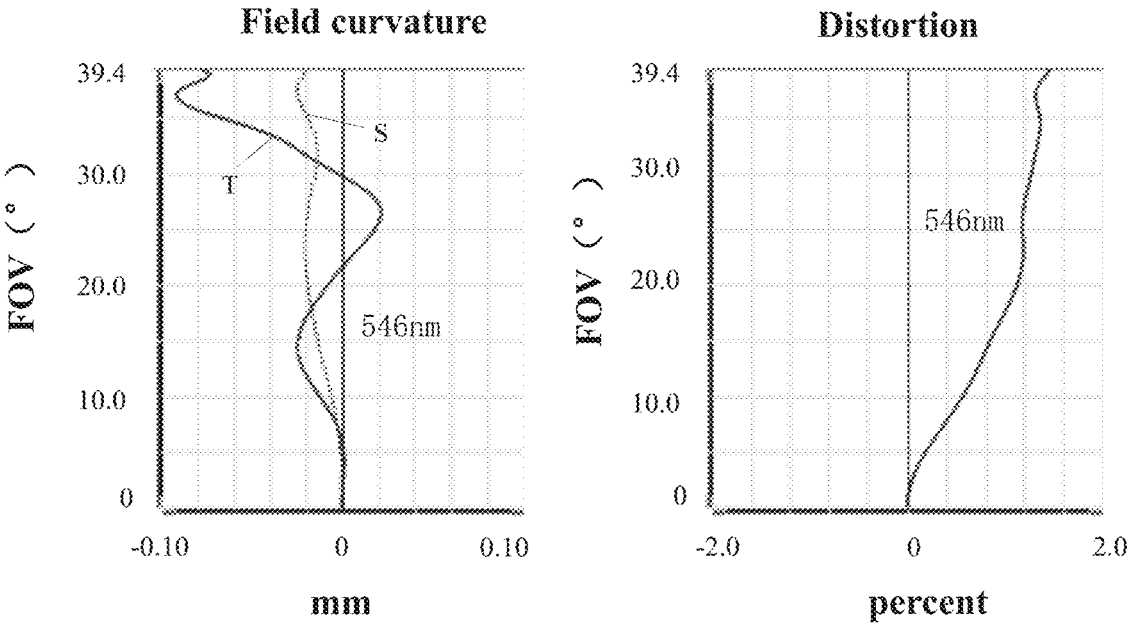 Field curvature
39.4
30.0
20.0
10.0
0
FOV (°)
S
T
546nm
-0.10
0
0.10
mm
Distortion
39.4
30.0
20.0
10.0
0
FOV (°)
546nm
-2.0
0
2.0
percent